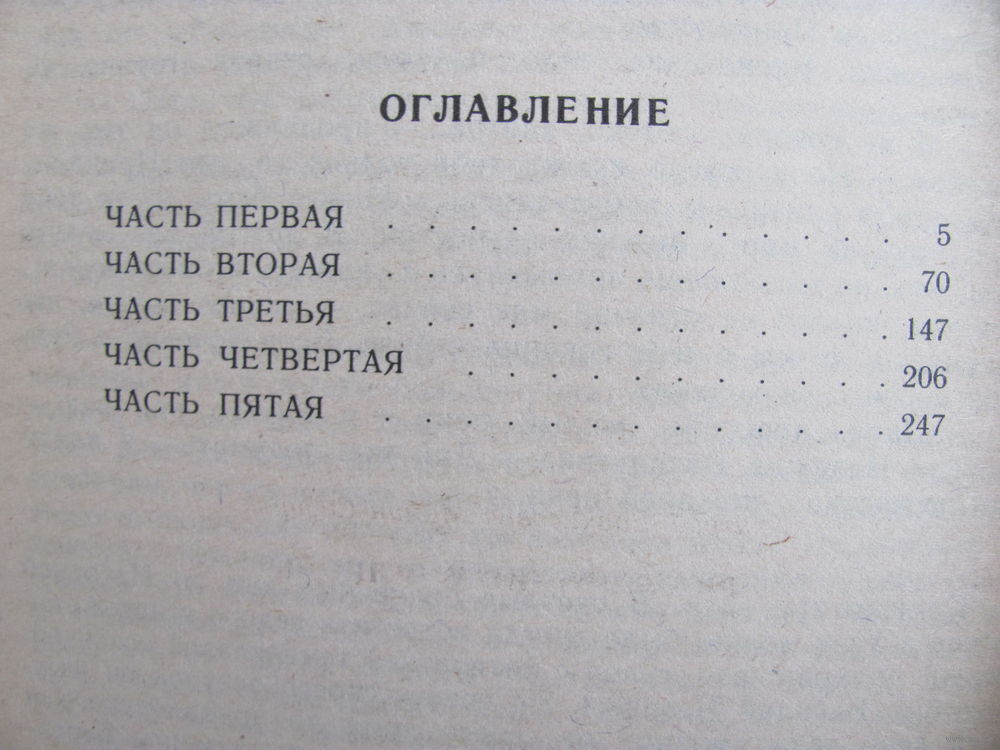 ОГЛАВЛЕНИЕ
ЧАСТЬ ПЕРВАЯ . . . . . . . . . . . . . . . . . . . 5
ЧАСТЬ ВТОРАЯ . . . . . . . . . . . . . . . . . 70
ЧАСТЬ ТРЕТЬЯ . . . . . . . . . . . . . . . . . . . 147
ЧАСТЬ ЧЕТВЕРТАЯ . . . . . . . . . . . . . . . . 206
ЧАСТЬ ПЯТАЯ . . . . . . . . . . . . . . . . . . . 247